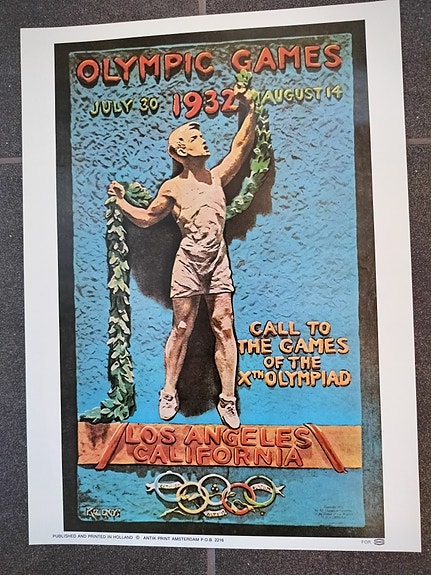 OLYMPIC GAMES
JULY 30 1932 AUGUST 14
CALL TO
THE GAMES
OF THE
XTH OLYMPIAD
LOS ANGELES
CALIFORNIA
PUBLISHED AND PRINTED IN HOLLAND © ANTIK PRINT AMSTERDAM P.O.B. 2216